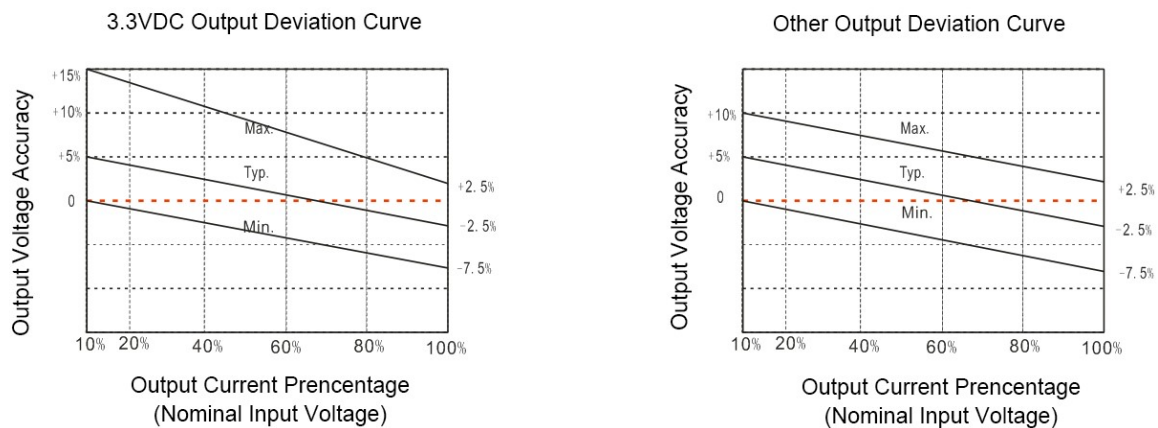 3.3VDC Output Deviation Curve
Output Voltage Accuracy
+15%
+10%
+5%
0
Max.
Typ.
Min.
+2.5%
-2.5%
-7.5%
10% 20% 40% 60% 80% 100%
Output Current Prencentage
(Nominal Input Voltage)
Other Output Deviation Curve
Output Voltage Accuracy
+10%
+5%
0
Max.
Typ.
Min.
+2.5%
-2.5%
-7.5%
10% 20% 40% 60% 80% 100%
Output Current Prencentage
(Nominal Input Voltage)